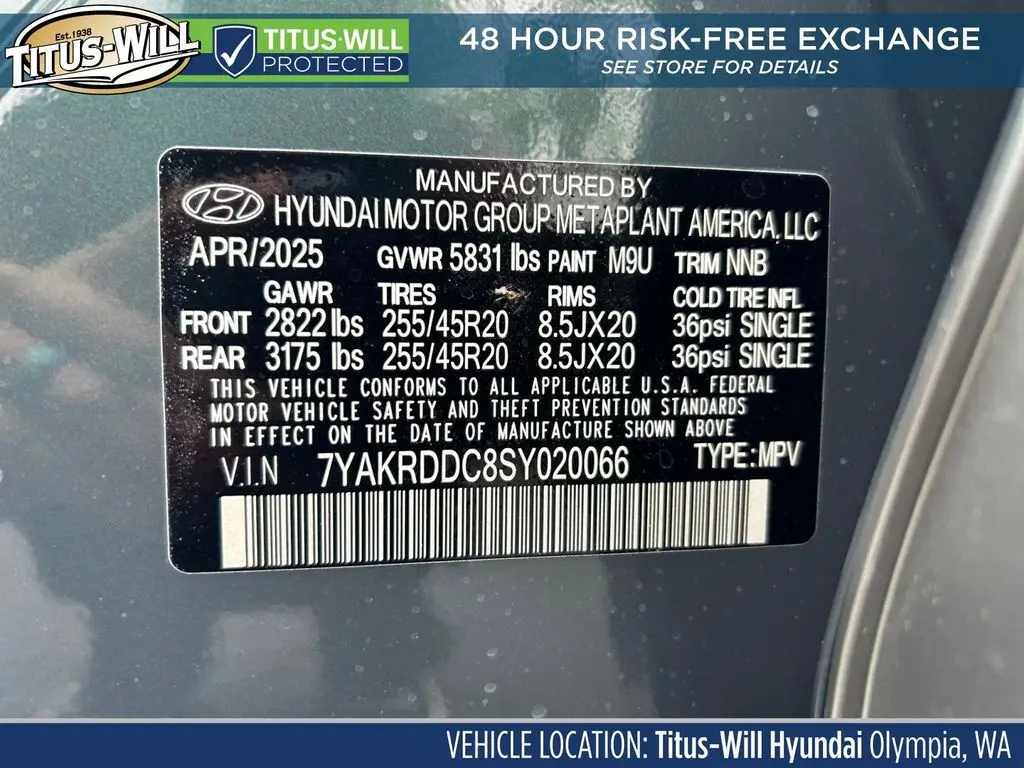 Est. 1938
TITUS-WILL
TITUS-WILL
PROTECTED
48 HOUR RISK-FREE EXCHANGE
SEE STORE FOR DETAILS
MANUFACTURED BY
HYUNDAI MOTOR GROUP METAPLANT AMERICA, LLC
APR/2025 GVWR 5831 lbs PAINT M9U TRIM NNB
GAWR TIRES RIMS COLD TIRE INFL
FRONT 2822 lbs 255/45R20 8.5JX20 36psi SINGLE
REAR 3175 lbs 255/45R20 8.5JX20 36psi SINGLE
THIS VEHICLE CONFORMS TO ALL APPLICABLE U.S.A. FEDERAL
MOTOR VEHICLE SAFETY AND THEFT PREVENTION STANDARDS
IN EFFECT ON THE DATE OF MANUFACTURE SHOWN ABOVE
V.I.N 7YAKRDDC8SY020066 TYPE: MPV
VEHICLE LOCATION: Titus-Will Hyundai Olympia, WA